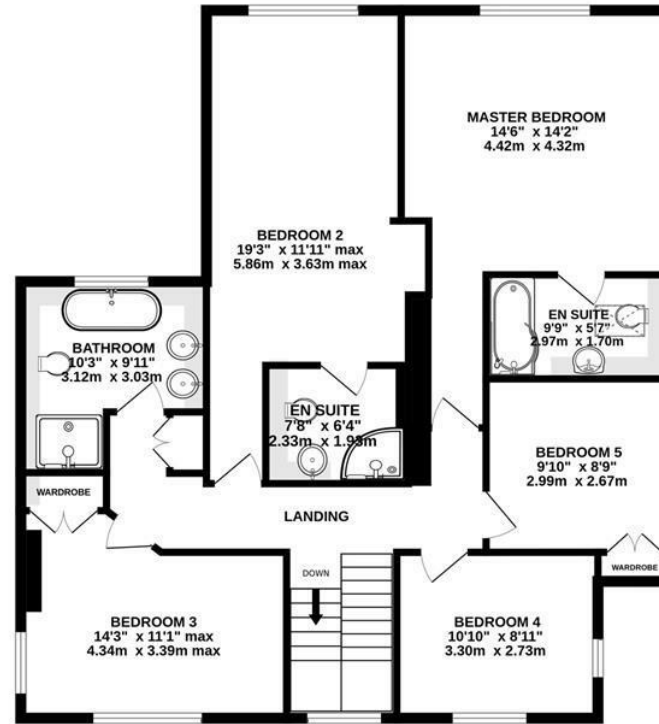 MASTER BEDROOM
14'6" x 14'2"
4.42m x 4.32m
BEDROOM 2
19'3" x 11'11" max
5.86m x 3.63m max
BATHROOM
10'3" x 9'11"
3.12m x 3.03m
EN SUITE
9'9" x 5'7"
2.97m x 1.70m
EN SUITE
7'8" x 6'4"
2.33m x 1.93m
BEDROOM 5
9'10" x 8'9"
2.99m x 2.67m
WARDROBE
LANDING
WARDROBE
DOWN
BEDROOM 3
14'3" x 11'1" max
4.34m x 3.39m max
BEDROOM 4
10'10" x 8'11"
3.30m x 2.73m